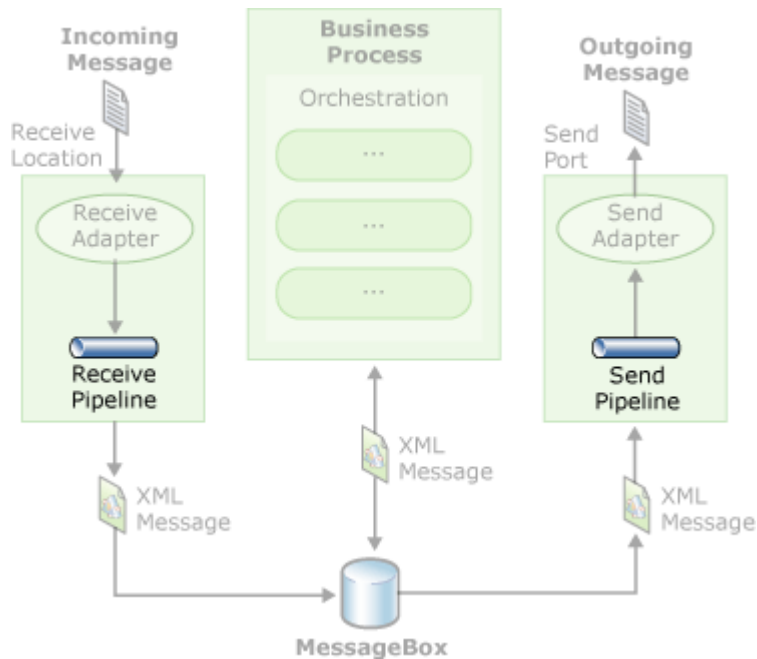 Incoming
Message
Receive
Location
Receive
Adapter
Receive
Pipeline
XML
Message
Business
Process
Orchestration
...
...
...
XML
Message
MessageBox
Outgoing
Message
Send
Port
Send
Adapter
Send
Pipeline
XML
Message